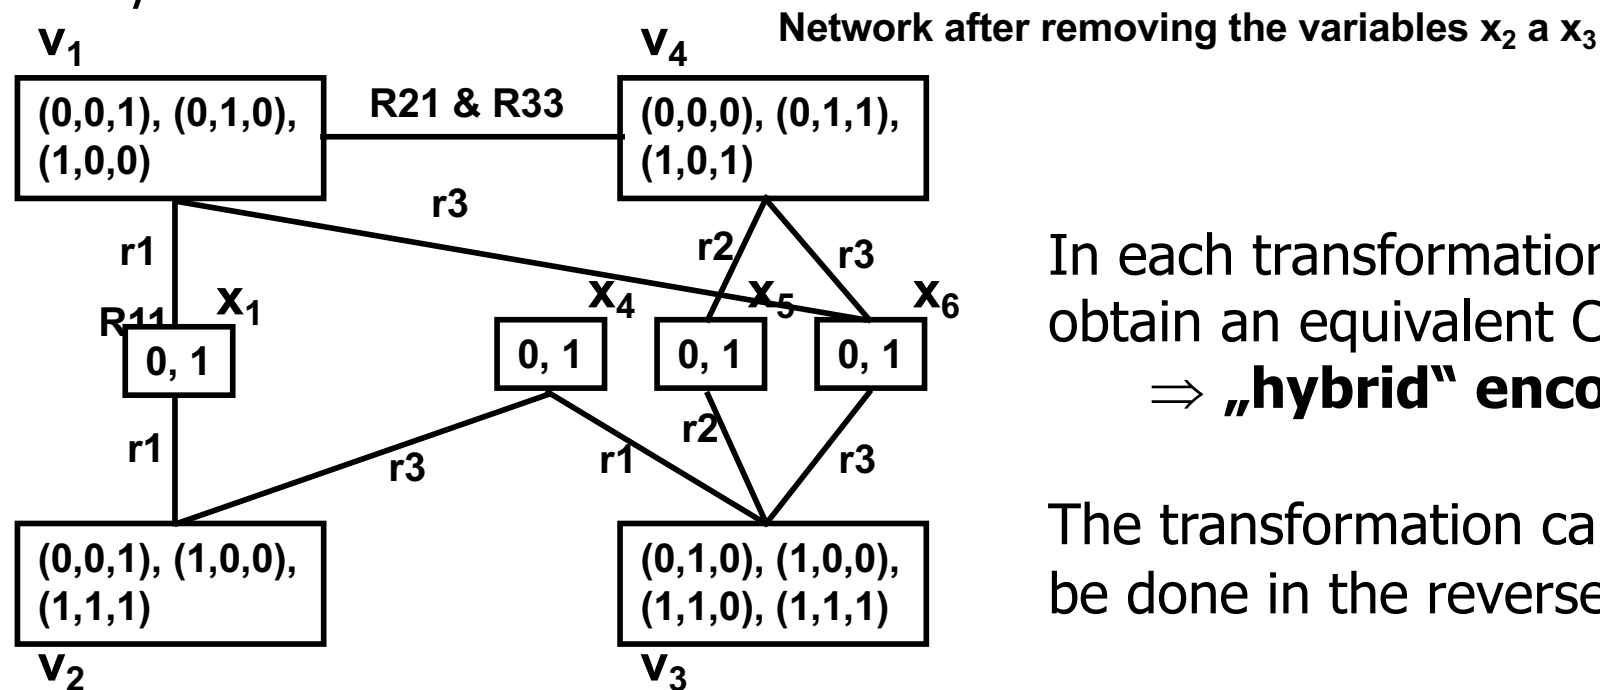 Network after removing the variables x₂ a x₃
v₁
v₄
(0,0,1), (0,1,0),
(1,0,0)
R21 & R33
(0,0,0), (0,1,1),
(1,0,1)
r3
r1
r2
r3
R11
x₁
x₄
x₅
x₆
0, 1
0, 1
0, 1
0, 1
r1
r3
r1
r2
r3
(0,0,1), (1,0,0),
(1,1,1)
(0,1,0), (1,0,0),
(1,1,0), (1,1,1)
v₂
v₃
In each transformation
obtain an equivalent C
⇒ „hybrid“ enco
The transformation ca
be done in the reverse